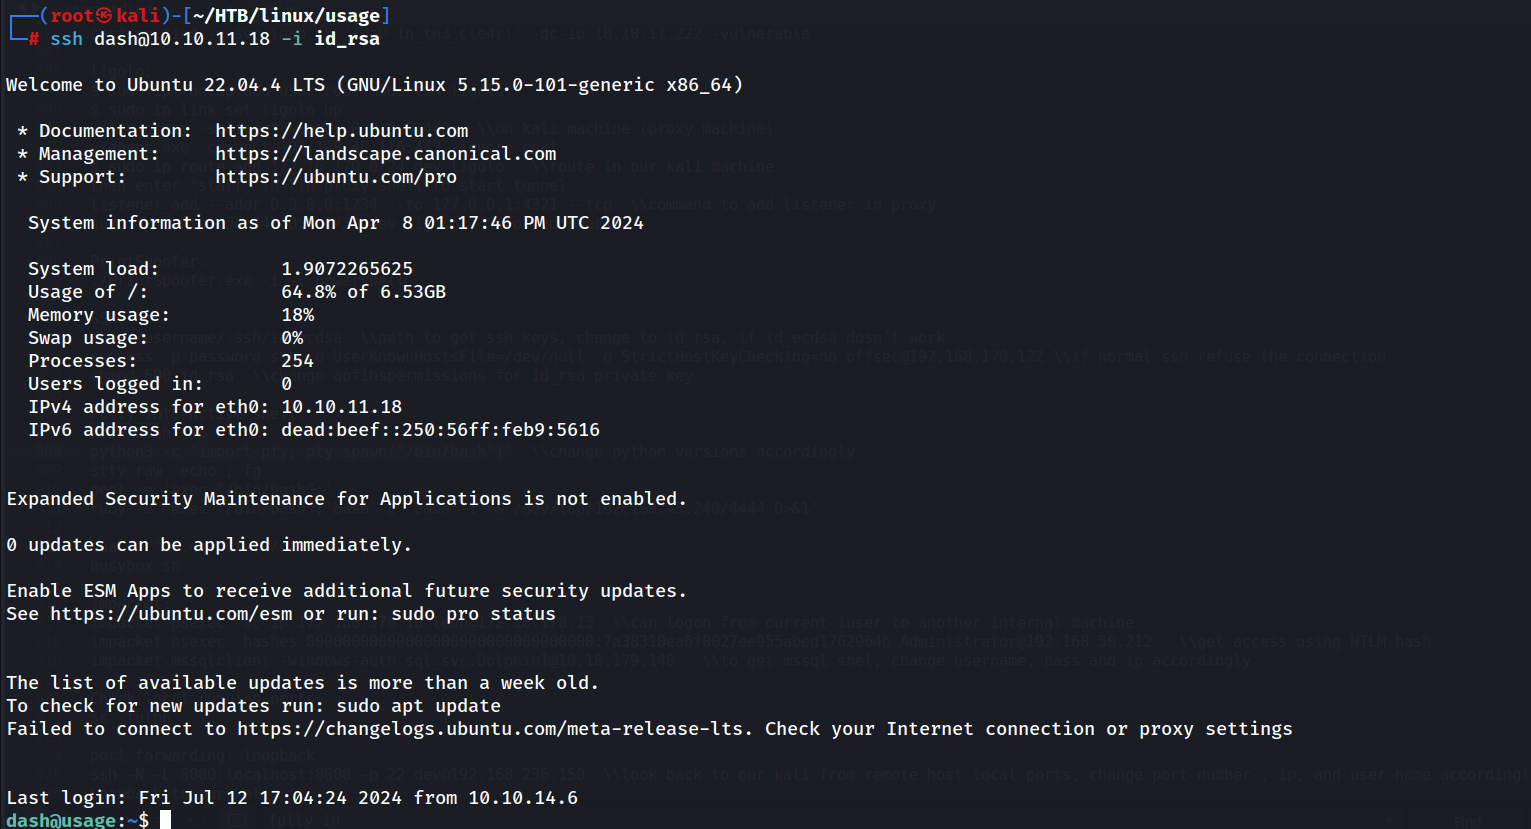 ┌──(root㉿kali)-[~/HTB/linux/usage]
└─# ssh dash@10.10.11.18 -i id_rsa
Welcome to Ubuntu 22.04.4 LTS (GNU/Linux 5.15.0-101-generic x86_64)
* Documentation: https://help.ubuntu.com
* Management: https://landscape.canonical.com
* Support: https://ubuntu.com/pro
System information as of Mon Apr 8 01:17:46 PM UTC 2024
System load: 1.9072265625
Usage of /: 64.8% of 6.53GB
Memory usage: 18%
Swap usage: 0%
Processes: 254
Users logged in: 0
IPv4 address for eth0: 10.10.11.18
IPv6 address for eth0: dead:beef::250:56ff:feb9:5616
Expanded Security Maintenance for Applications is not enabled.
0 updates can be applied immediately.
Enable ESM Apps to receive additional future security updates.
See https://ubuntu.com/esm or run: sudo pro status
The list of available updates is more than a week old.
To check for new updates run: sudo apt update
Failed to connect to https://changelogs.ubuntu.com/meta-release-lts. Check your Internet connection or proxy settings
Last login: Fri Jul 12 17:04:24 2024 from 10.10.14.6
dash@usage:~$